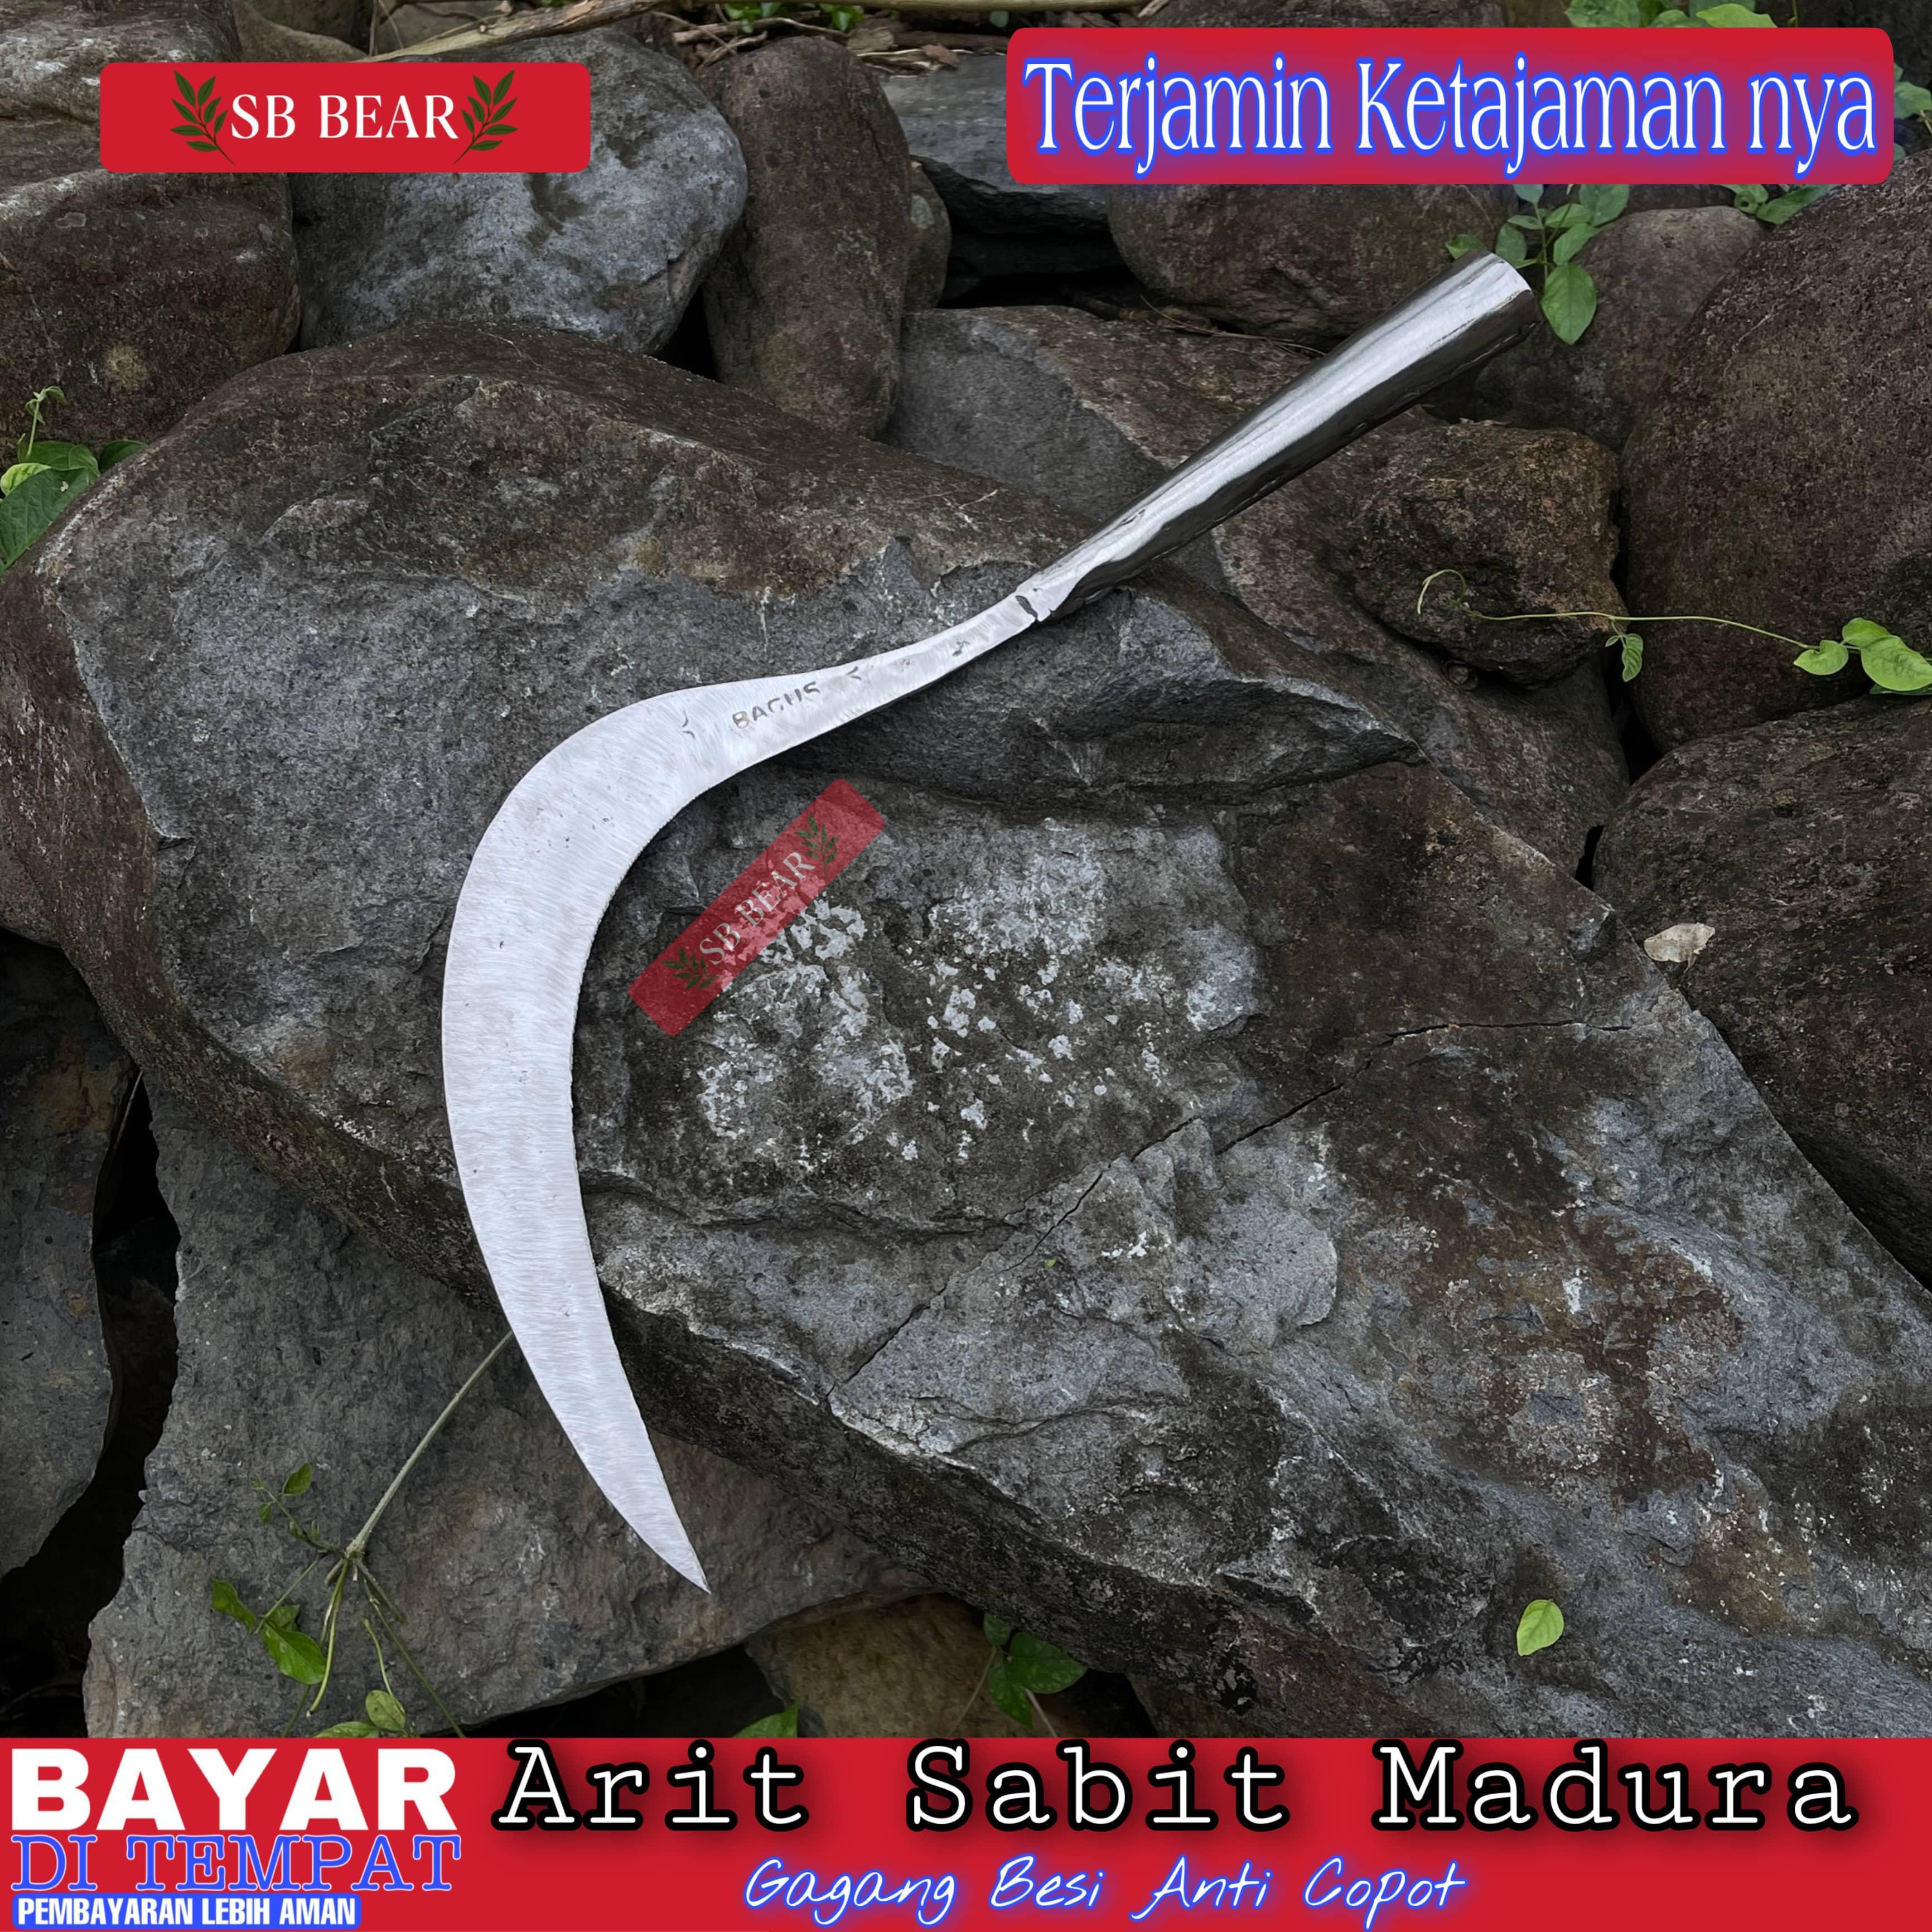 SB BEAR
Terjamin Ketajaman nya
SB BEAR
BAYAR
DI TEMPAT
PEMBAYARAN LEBIH AMAN
Arit Sabit Madura
Gagang Besi Anti Copot